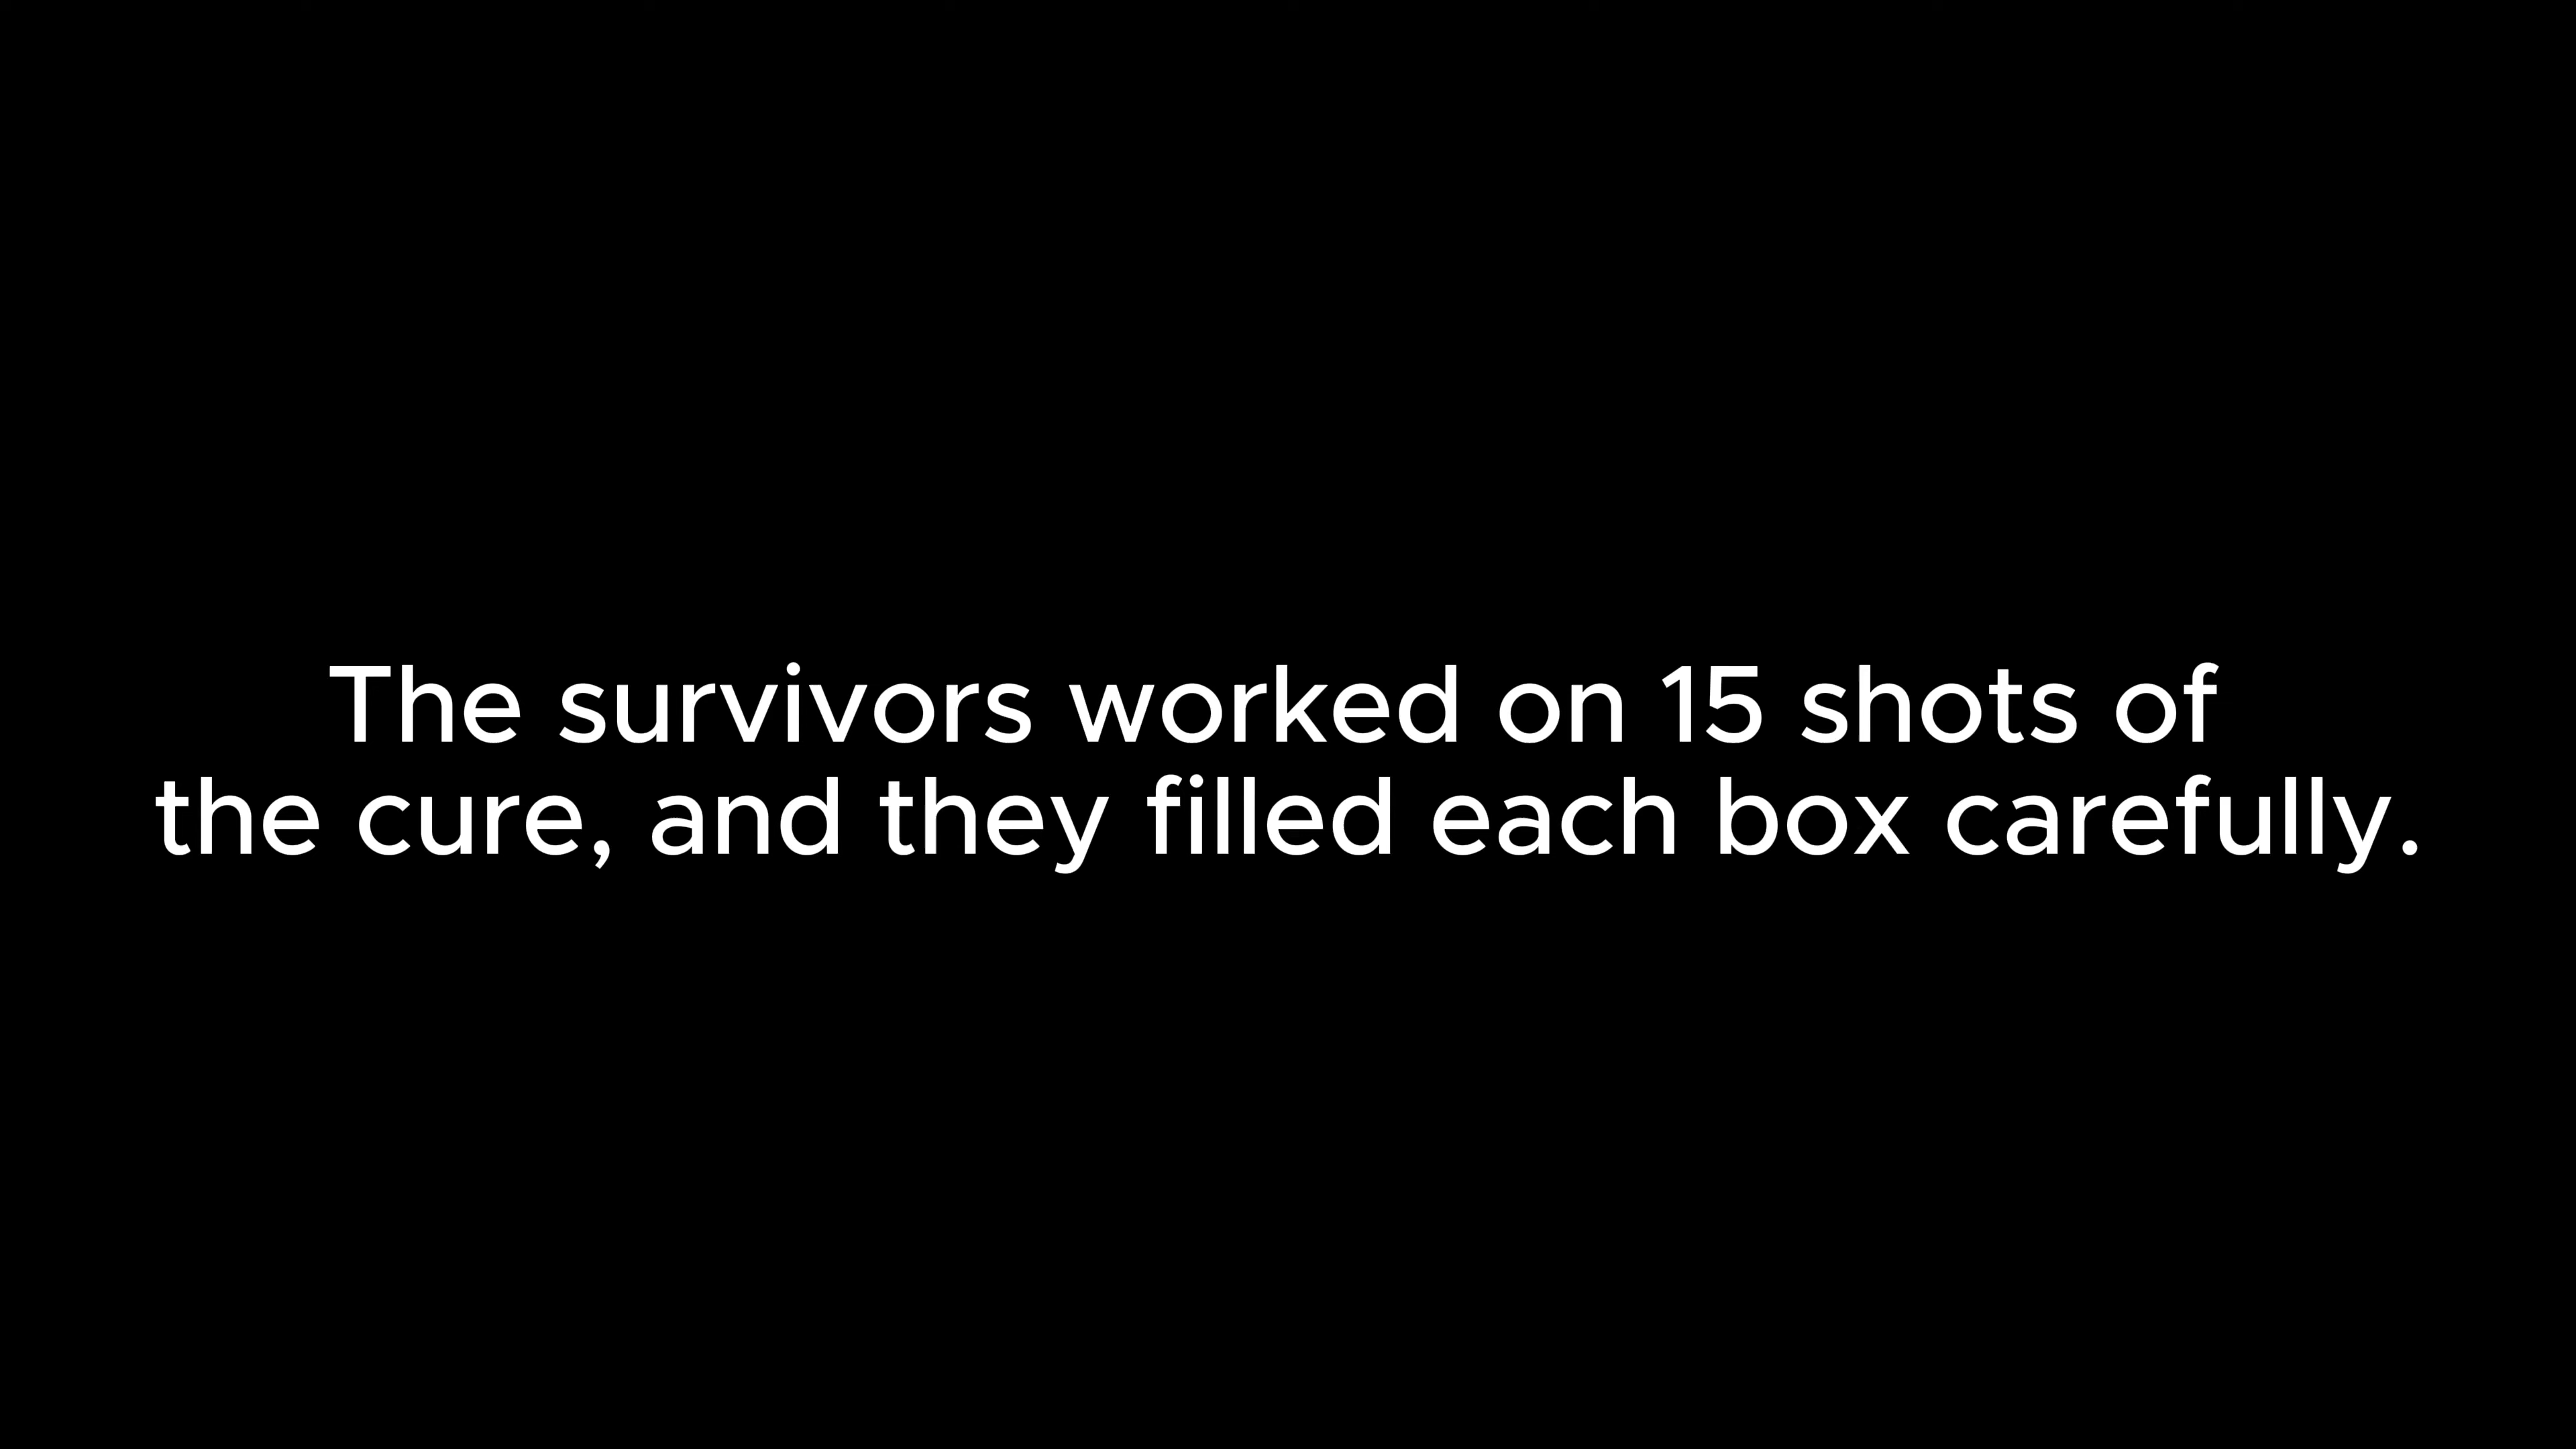 The survivors worked on 15 shots of
the cure, and they filled each box carefully.